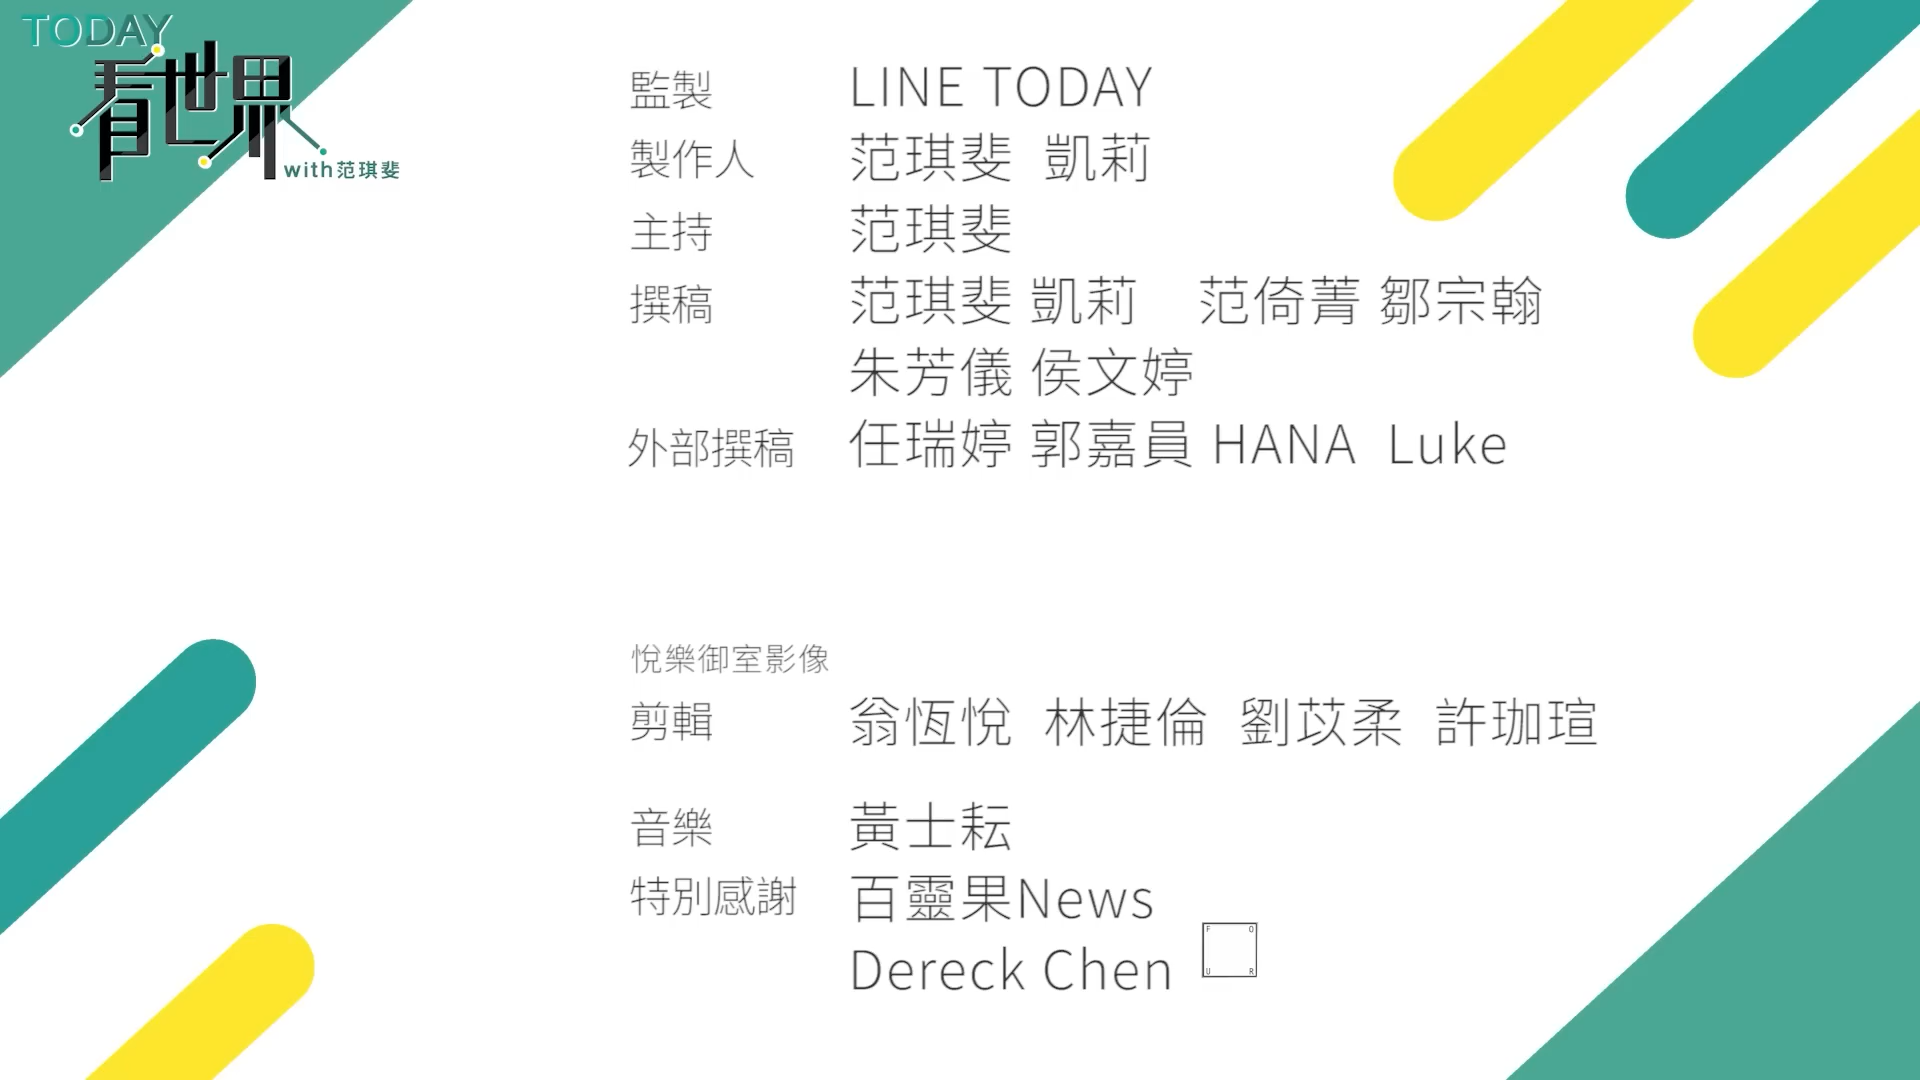 TODAY
看世界
with范琪斐
監製 LINE TODAY
製作人 范琪斐 凱莉
主持 范琪斐
撰稿 范琪斐 凱莉 范倚菁 鄒宗翰
朱芳儀 侯文婷
外部撰稿 任瑞婷 郭嘉員 HANA Luke
悅樂御室影像
剪輯 翁恆悅 林捷倫 劉苡柔 許珈瑄
音樂 黃士耘
特別感謝 百靈果News
Dereck Chen
F O
U R